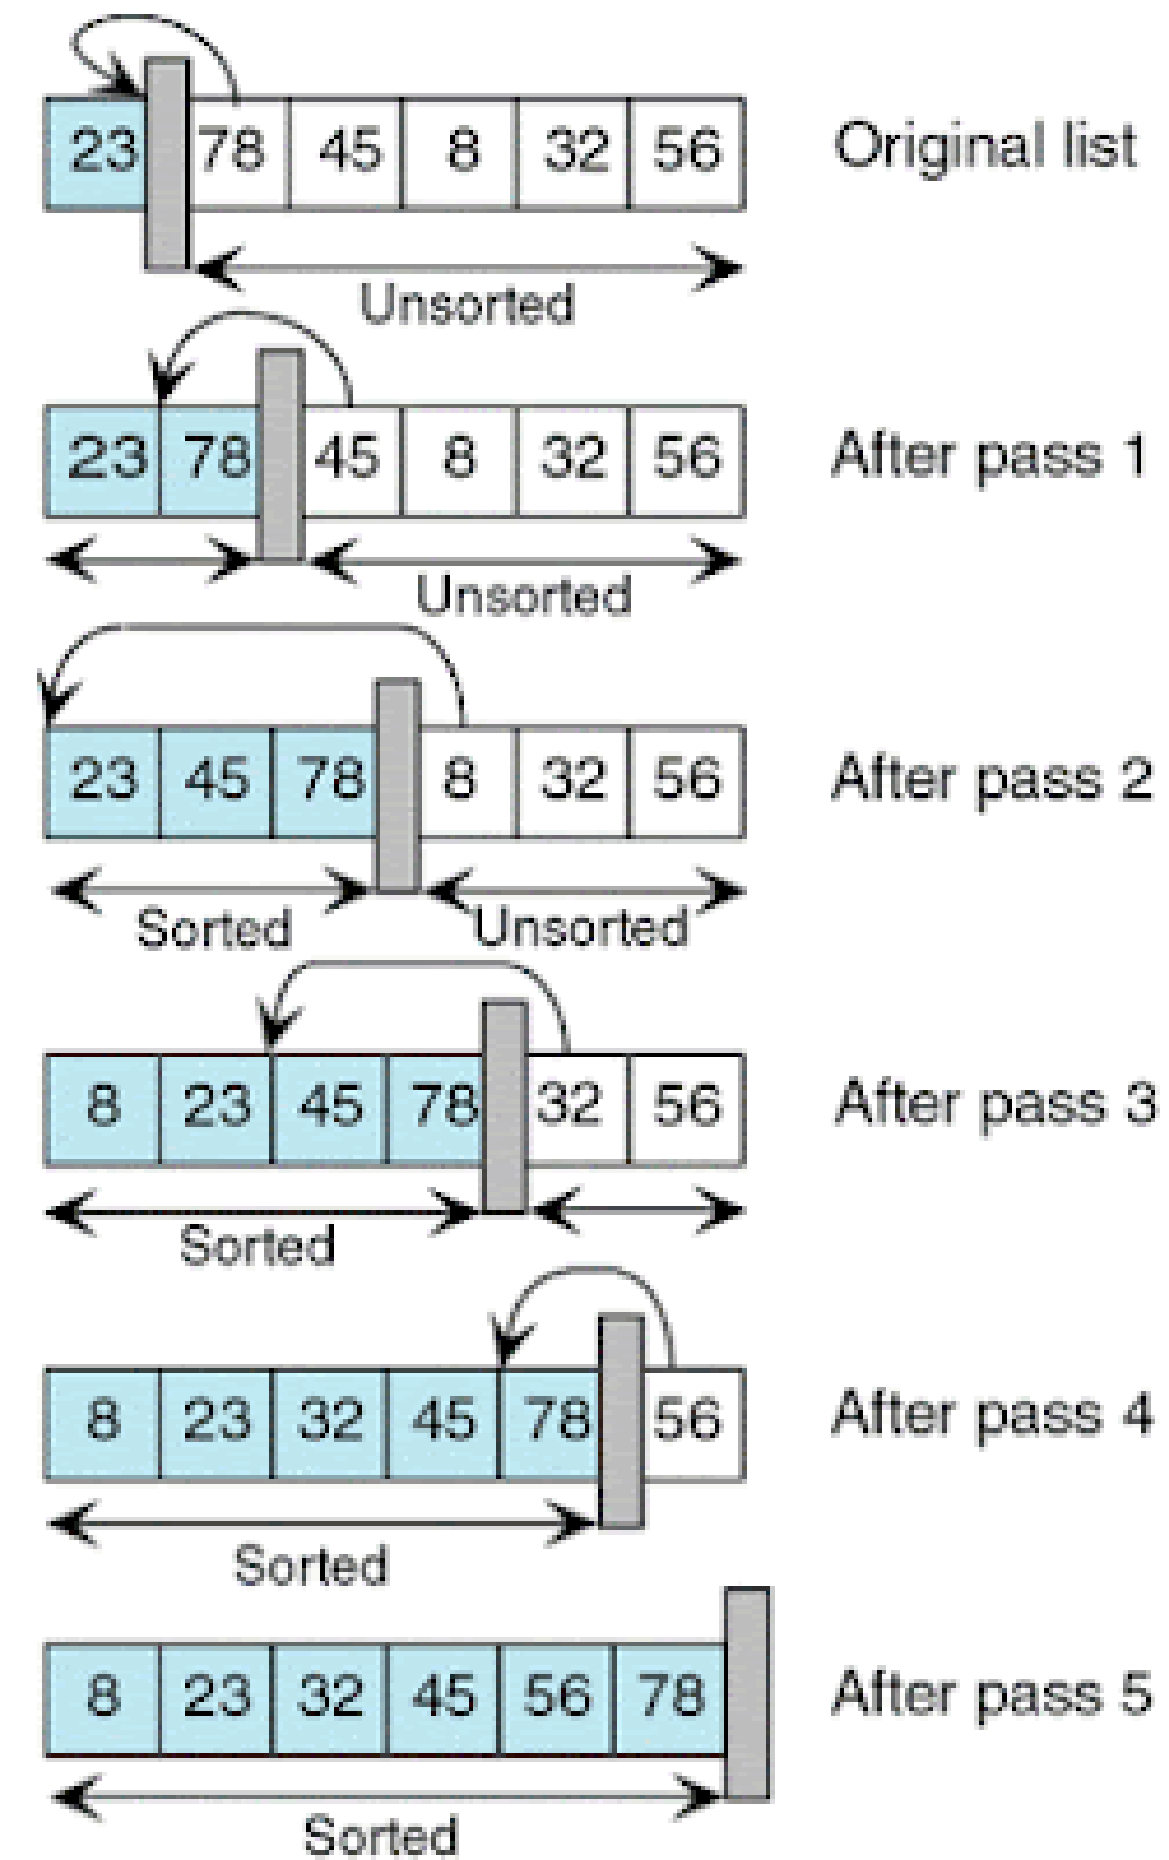 23 78 45 8 32 56 Original list
Unsorted
23 78 45 8 32 56 After pass 1
Unsorted
23 45 78 8 32 56 After pass 2
Sorted Unsorted
8 23 45 78 32 56 After pass 3
Sorted
8 23 32 45 78 56 After pass 4
Sorted
8 23 32 45 56 78 After pass 5
Sorted